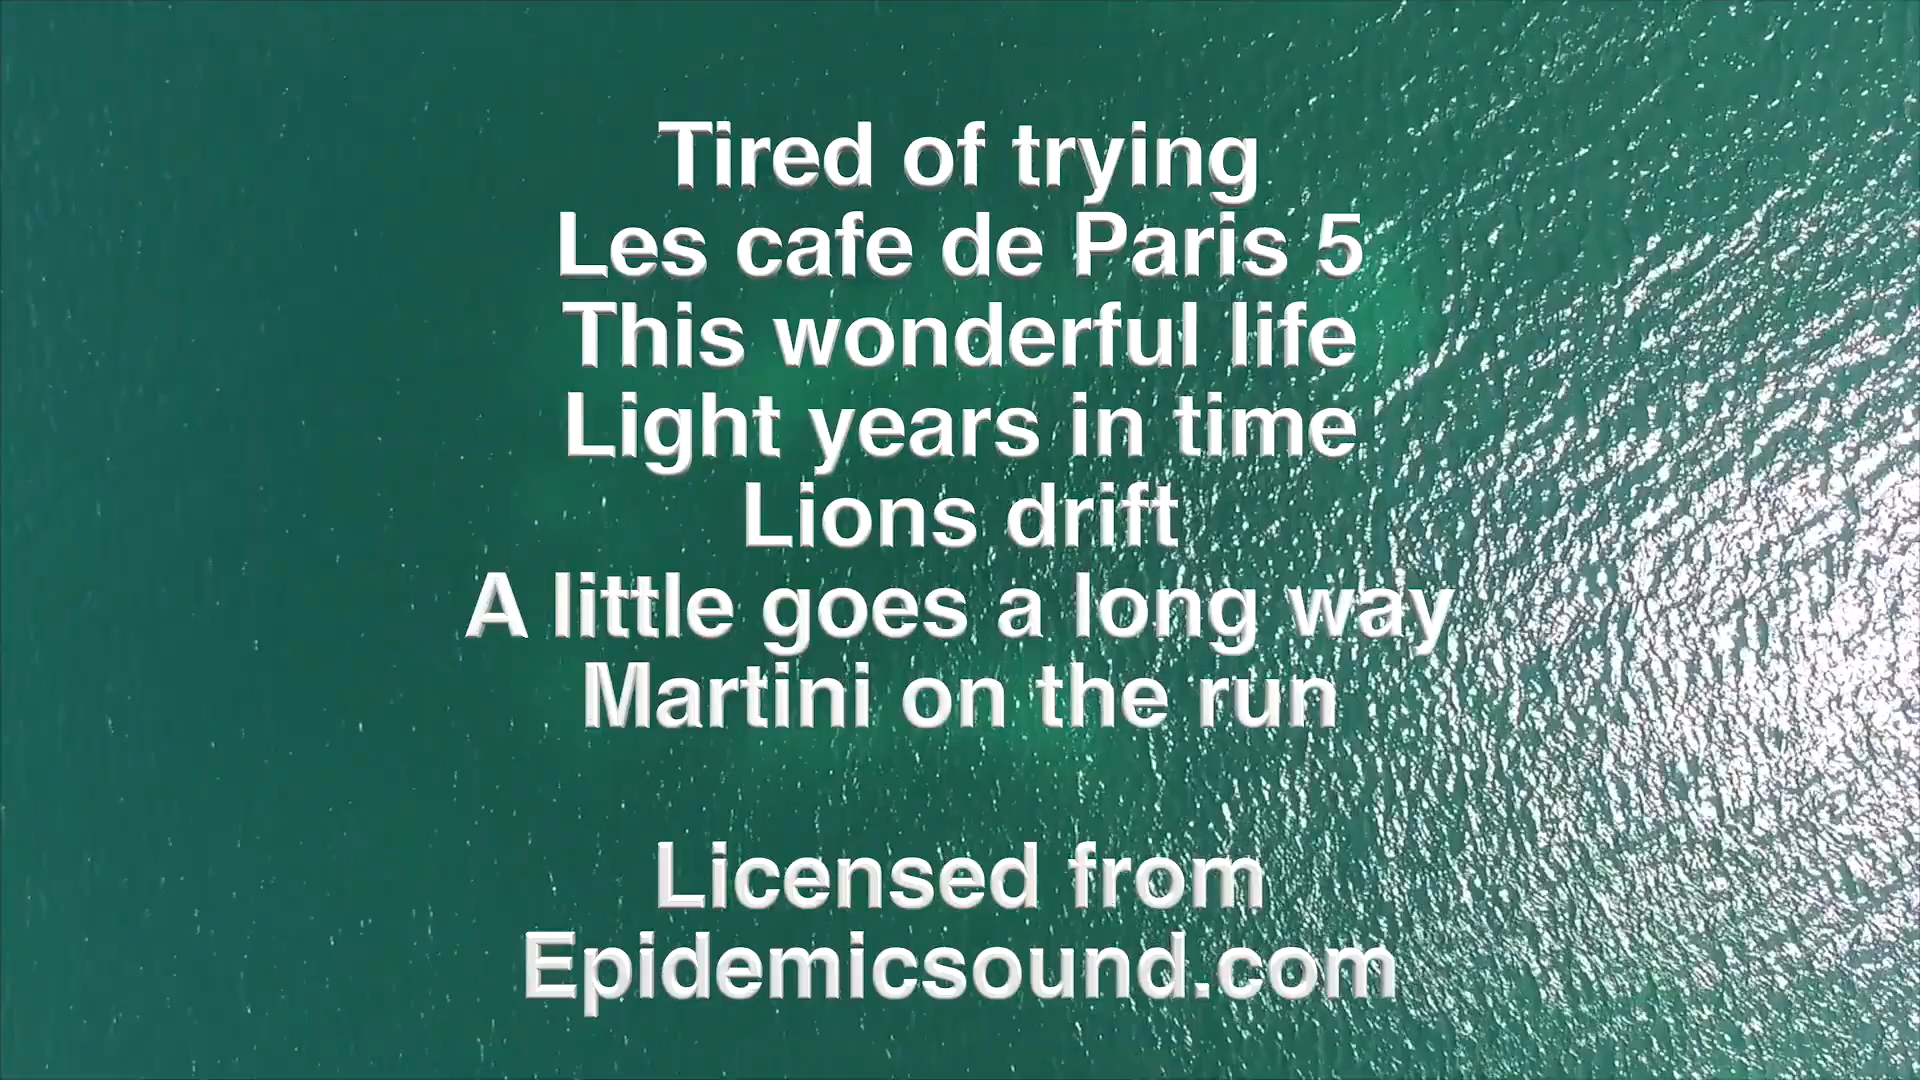 Tired of trying
Les cafe de Paris 5
This wonderful life
Light years in time
Lions drift
A little goes a long way
Martini on the run
Licensed from
Epidemicsound.com